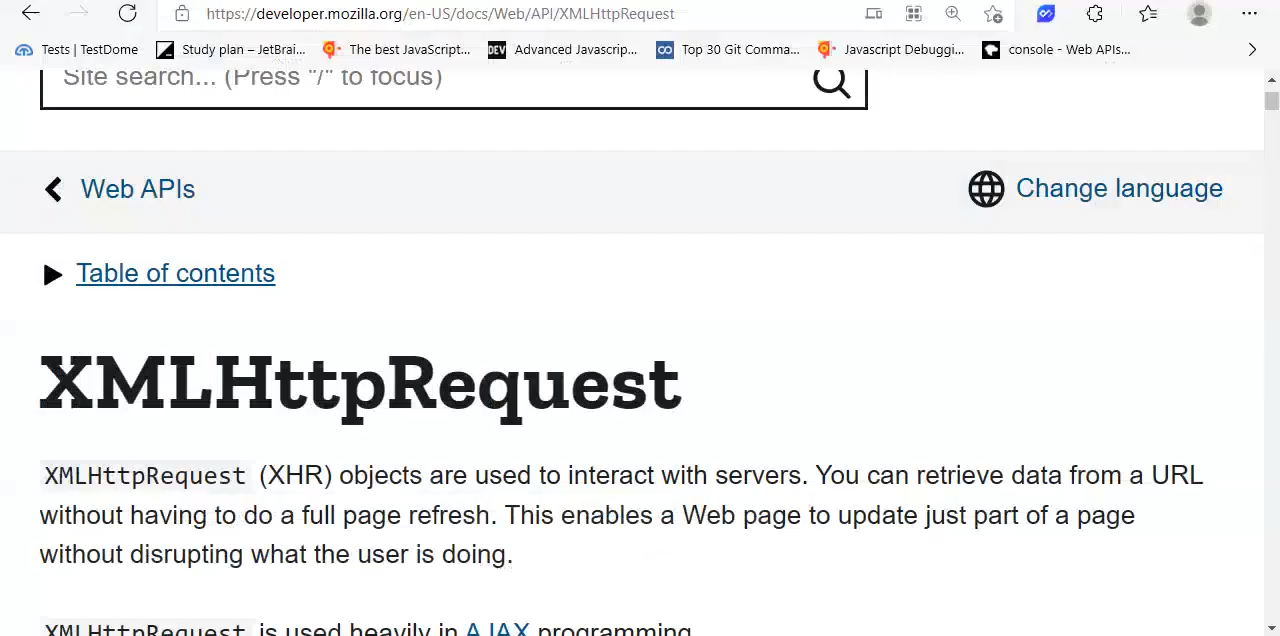 https://developer.mozilla.org/en-US/docs/Web/API/XMLHttpRequest
Tests | TestDome Study plan – JetBrai... The best JavaScript... DEV Advanced Javascrip... Top 30 Git Comma... Javascript Debuggi... console - Web APIs...
Site search... (Press "/" to focus)
Web APIs Change language
Table of contents
XMLHttpRequest
XMLHttpRequest (XHR) objects are used to interact with servers. You can retrieve data from a URL
without having to do a full page refresh. This enables a Web page to update just part of a page
without disrupting what the user is doing.
XMLHttpRequest is used heavily in AJAX programming.